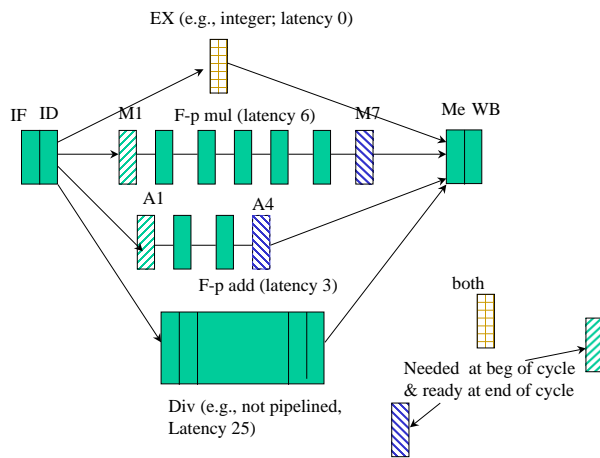 EX (e.g., integer; latency 0)
IF ID M1 F-p mul (latency 6) M7 Me WB
A1 A4
F-p add (latency 3)
both
Needed at beg of cycle
& ready at end of cycle
Div (e.g., not pipelined,
Latency 25)